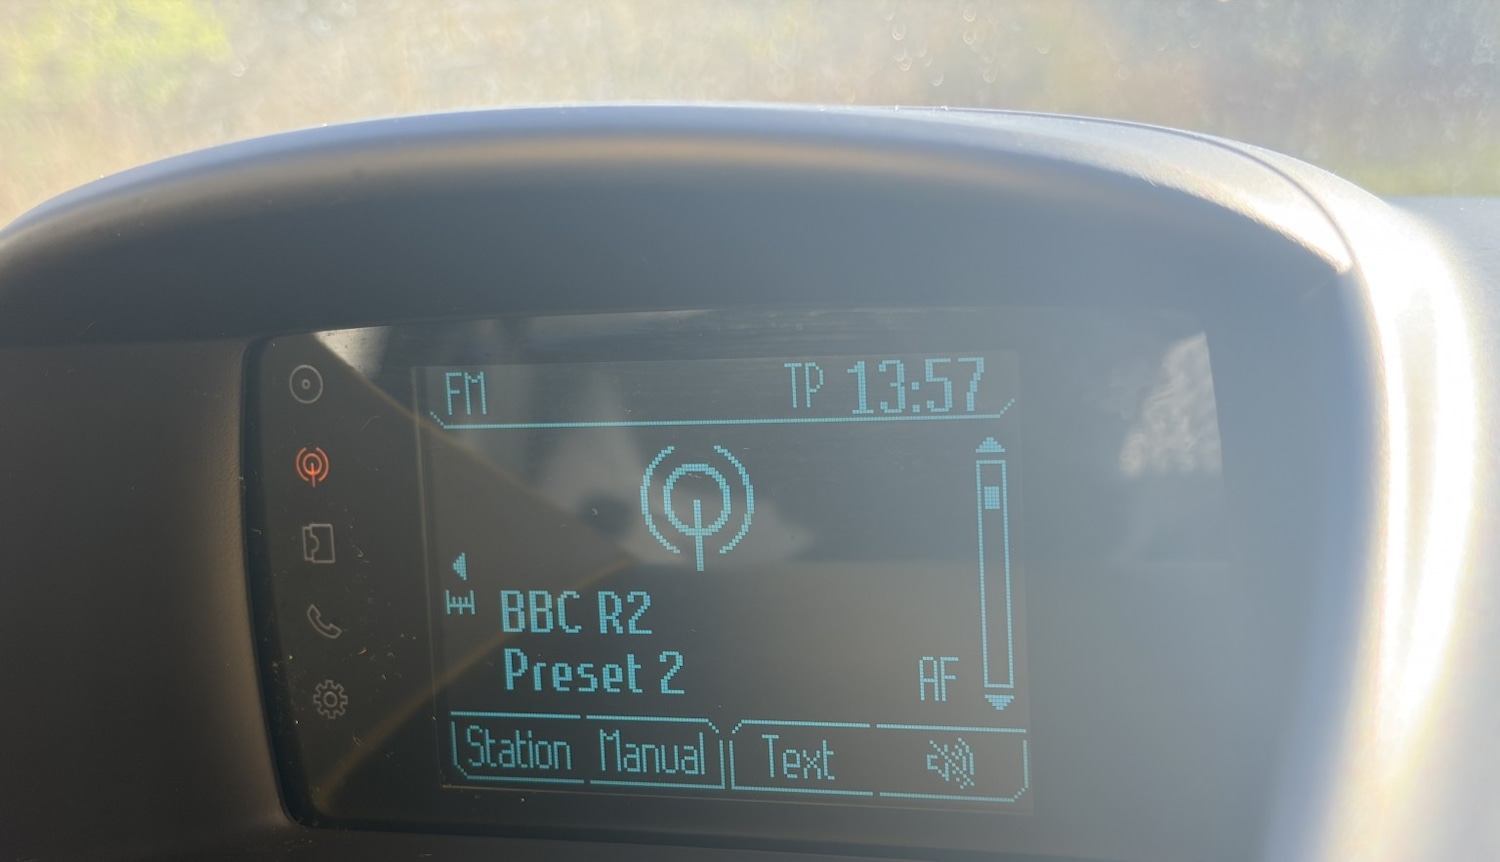 FM TP 13:57
BBC R2
Preset 2
AF
Station Manual Text